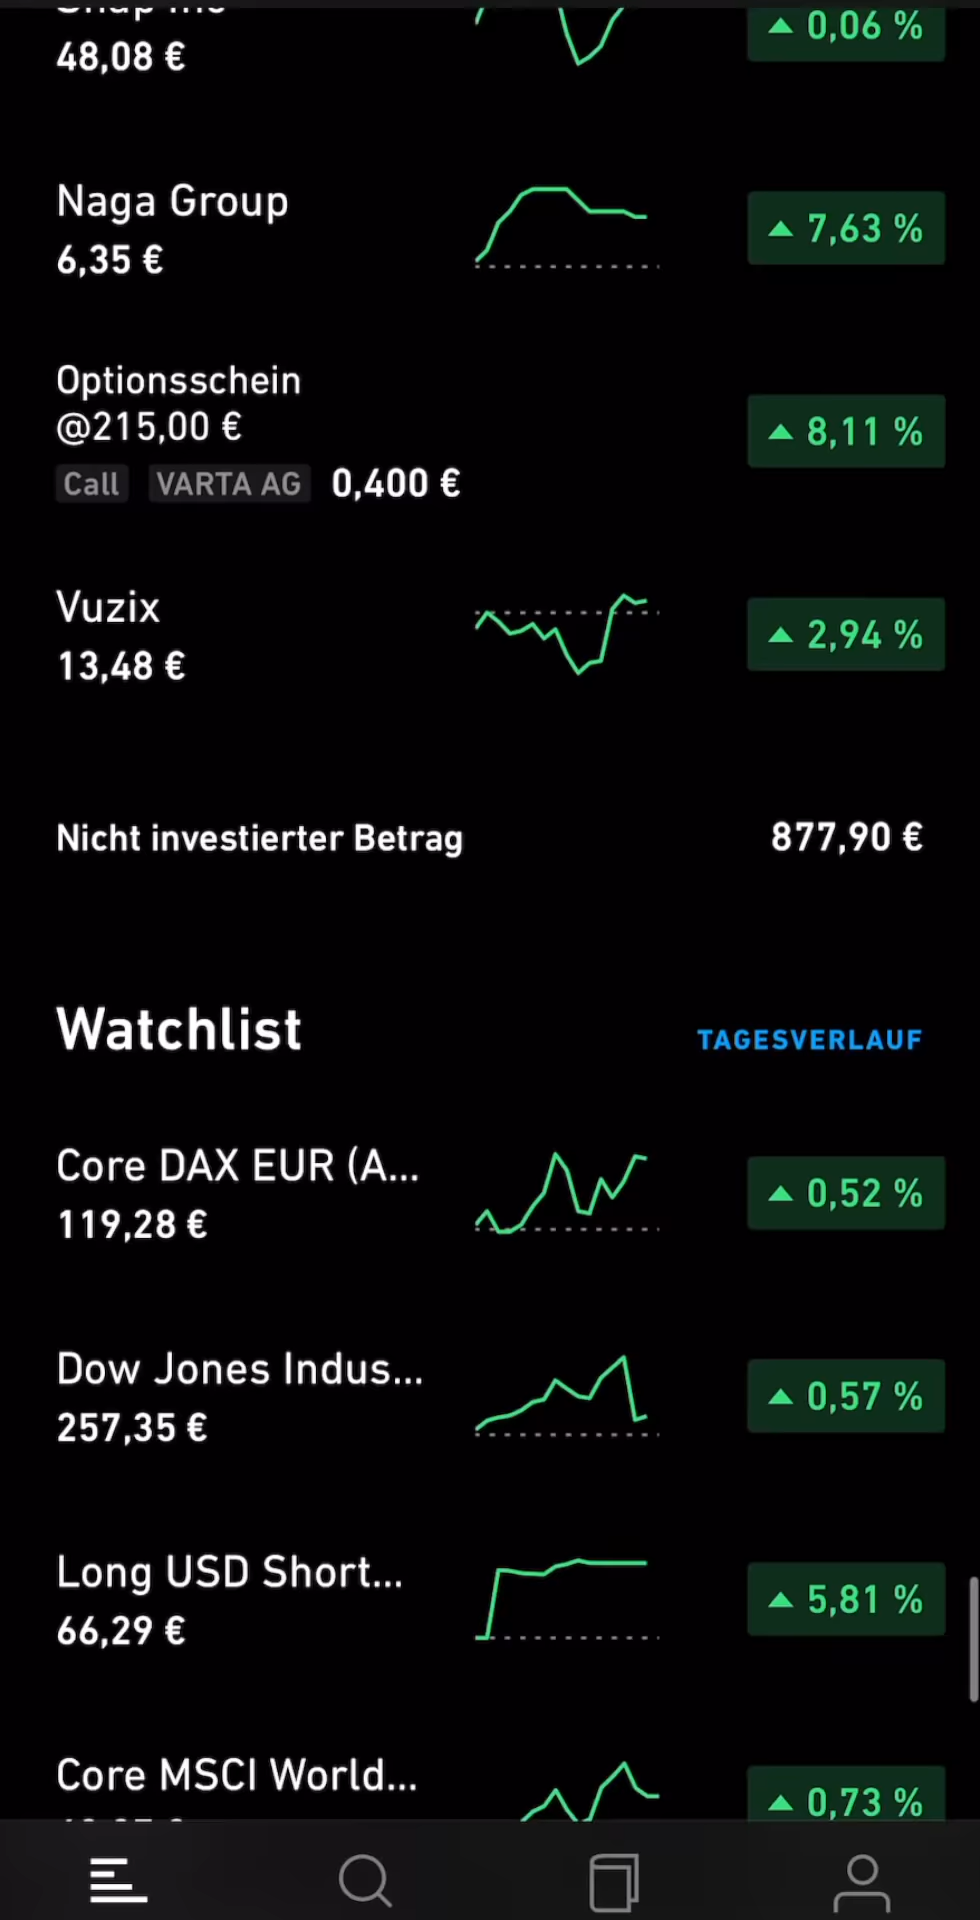 48,08 €
▲ 0,06 %
Naga Group
6,35 €
▲ 7,63 %
Optionsschein
@215,00 €
Call VARTA AG 0,400 €
▲ 8,11 %
Vuzix
13,48 €
▲ 2,94 %
Nicht investierter Betrag 877,90 €
Watchlist TAGESVERLAUF
Core DAX EUR (A...
119,28 €
▲ 0,52 %
Dow Jones Indus...
257,35 €
▲ 0,57 %
Long USD Short...
66,29 €
▲ 5,81 %
Core MSCI World...
▲ 0,73 %